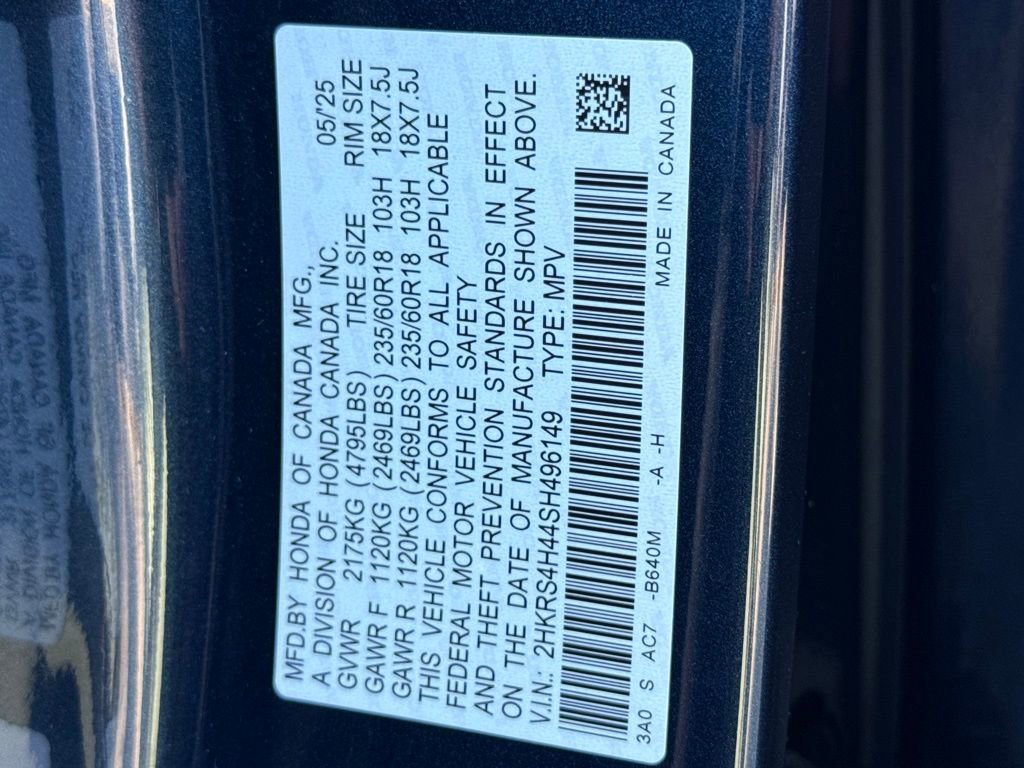 MFD.BY HONDA OF CANADA MFG., 05/'25
A DIVISION OF HONDA CANADA INC.
GVWR 2175KG (4795LBS) TIRE SIZE RIM SIZE
GAWR F 1120KG (2469LBS) 235/60R18 103H 18X7.5J
GAWR R 1120KG (2469LBS) 235/60R18 103H 18X7.5J
THIS VEHICLE CONFORMS TO ALL APPLICABLE
FEDERAL MOTOR VEHICLE SAFETY
AND THEFT PREVENTION STANDARDS IN EFFECT
ON THE DATE OF MANUFACTURE SHOWN ABOVE.
V.I.N.: 2HKRS4H44SH496149 TYPE: MPV
3A0 S AC7 -B640M -A -H MADE IN CANADA